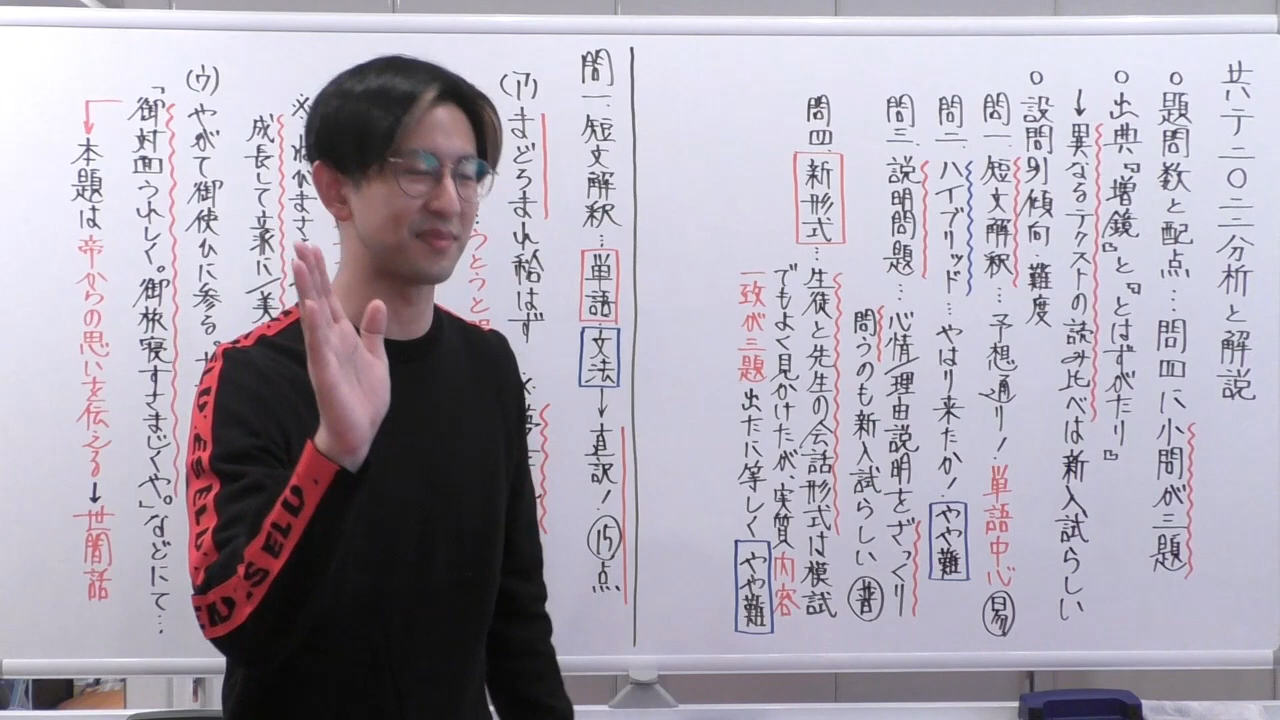 共テ二〇二二分析と解説
○題問数と配点…問四に小問が三題
○出典『増鏡』と『とはずがたり』
→異なるテクストの読み比べは新入試らしい
○設問別傾向・難度
問一、短文解釈…予想通り!単語中心 易
問二、ハイブリッド…やはり来たか!やや難
問三、説明問題…心情/理由説明をざっくり
問うのも新入試らしい 普
問四、新形式…生徒と先生の会話形式は模試
でもよく見かけたが、実質内容
一致が三題出たに等しく やや難
問一、短文解釈…単語・文法→直訳! 15点
(ア)まどろまれ給はず
うとうと
※
成長して立派に/美
(ウ)やがて御使ひに参る。
「御対面うれしく。御旅寝すさまじくや」などにて…
→本題は帝からの思いを伝える→世間話
ES ELU
S ELU